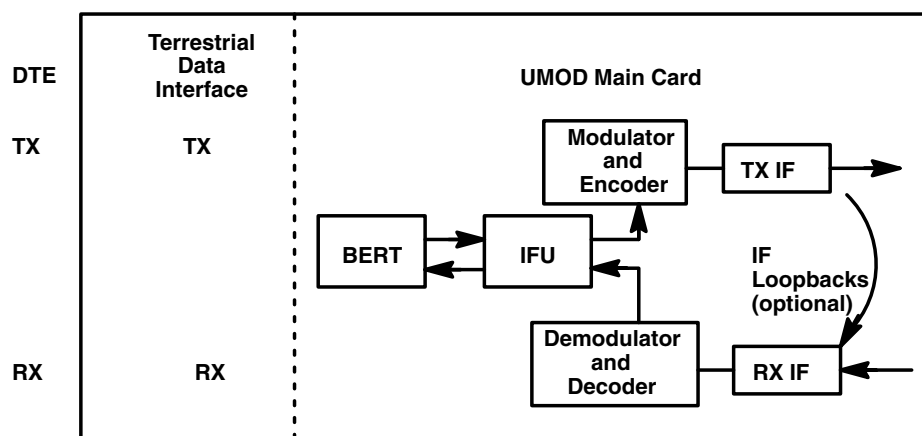 Terrestrial
Data
Interface
DTE
UMOD Main Card
TX
TX
Modulator
and
Encoder
TX IF
BERT
IFU
IF
Loopbacks
(optional)
Demodulator
and
Decoder
RX IF
RX
RX